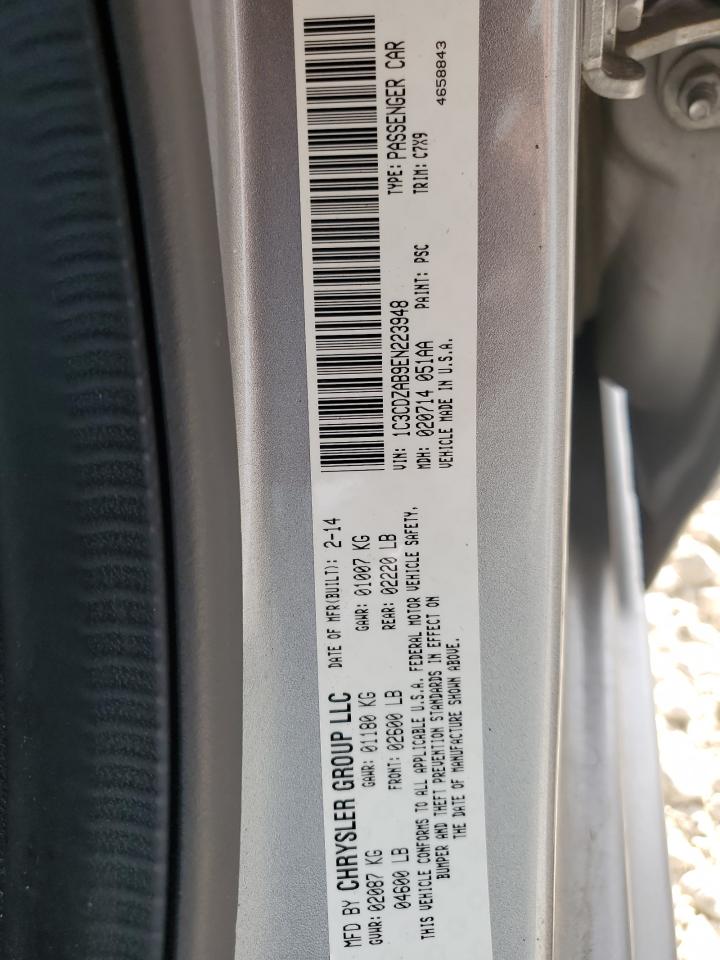 MFD BY CHRYSLER GROUP LLC DATE OF MFR(BUILT): 2-14
GVWR: 02087 KG GAWR: 01180 KG GAWR: 01007 KG
04600 LB FRONT: 02600 LB REAR: 02220 LB
THIS VEHICLE CONFORMS TO ALL APPLICABLE U.S.A. FEDERAL MOTOR VEHICLE SAFETY,
BUMPER AND THEFT PREVENTION STANDARDS IN EFFECT ON
THE DATE OF MANUFACTURE SHOWN ABOVE.
VIN: 1C3CDZAB9EN223948 TYPE: PASSENGER CAR
MDH: 020714 051AA PAINT: PSC TRIM: C7X9
VEHICLE MADE IN U.S.A. 4658843